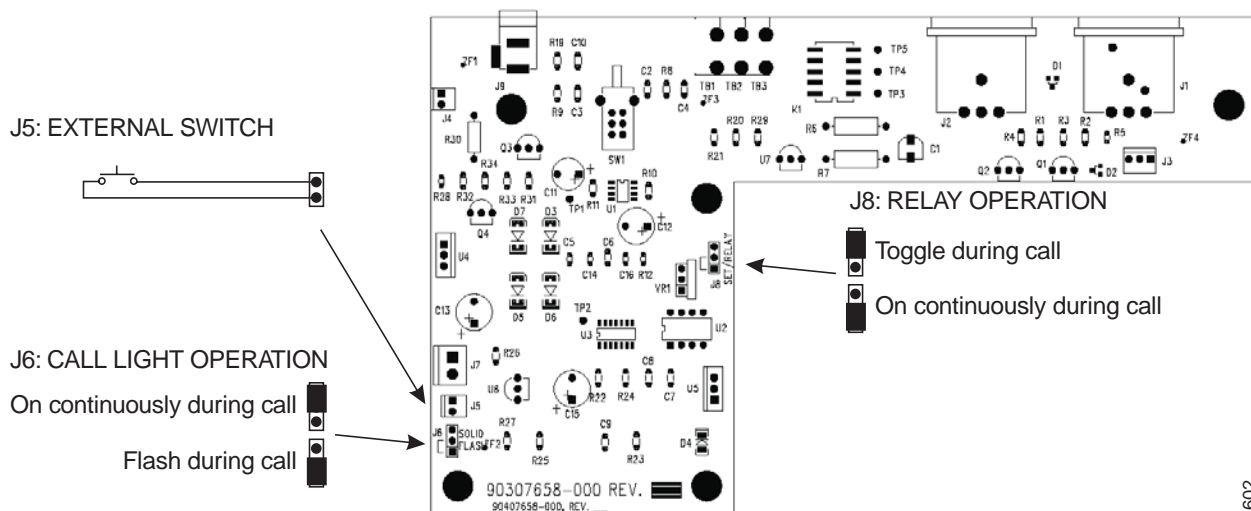 J5: EXTERNAL SWITCH
J6: CALL LIGHT OPERATION
On continuously during call
Flash during call
ZF1
J9
R18 C10
R9 C3
J4
R30
Q3
R34
R28 R32 R33 R31
Q4
C11
TP1
R11
U1
R10
SW1
C2 R8
C4
TB1 TB2 TB3
ZF3
R21 R20 R29
K1
TP5
TP4
TP3
R6
R7
U7
C1
J2
D1
J1
R4 R1 R3 R2 R5
ZF4
Q2 Q1
D2
J3
D7 D3
C12
U4
C5 C6
C14 C16 R12
VR1
J8
SET/RELAY
C13
D5 D6
TP2
U3
U2
J7
R26
U6
C15
R22 R24
C8
C7
U5
J5
J6
SOLID
FLASH
ZF2
R27
R25
C9
R23
D4
90307658-000 REV.
90407658-000. REV. __
J8: RELAY OPERATION
Toggle during call
On continuously during call
602